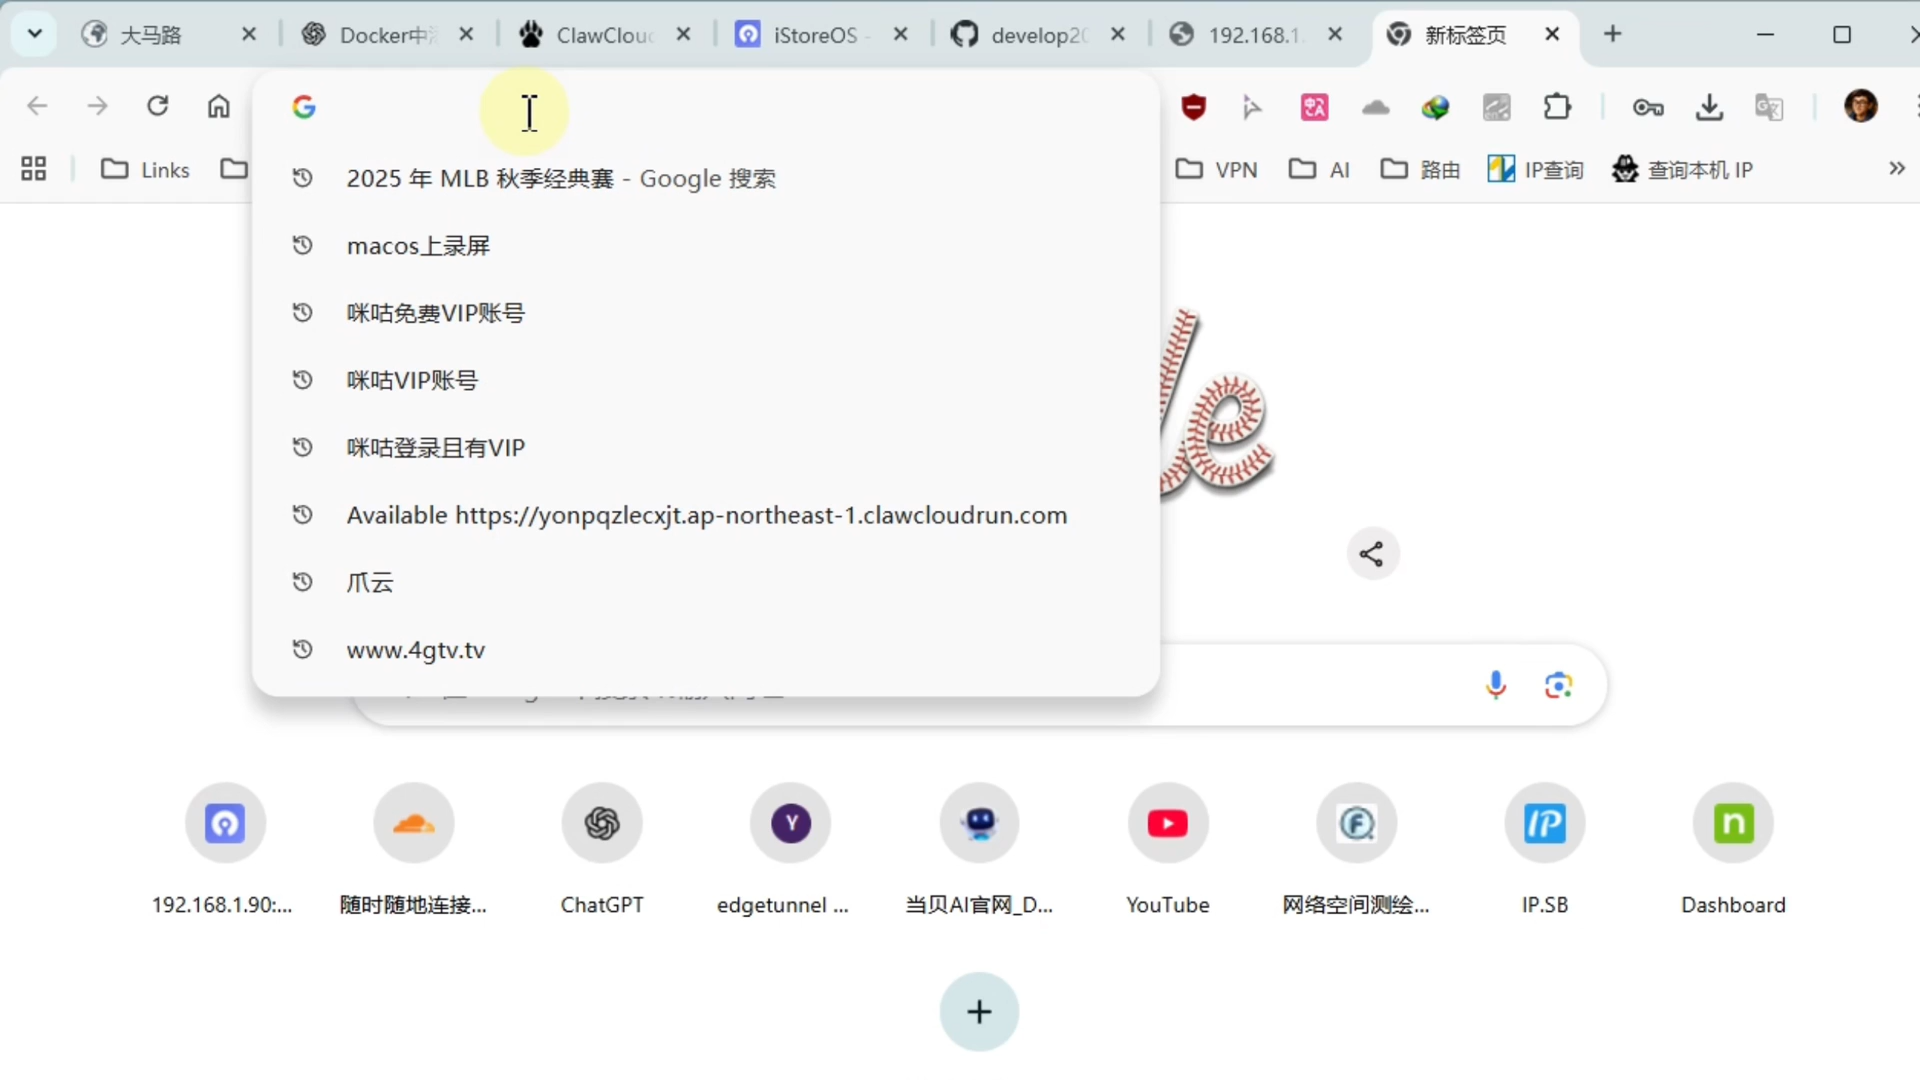 大马路
Docker中
ClawClou
iStoreOS -
develop20
192.168.1.
新标签页
Links
VPN
AI
路由
IP查询
查询本机 IP
2025 年 MLB 秋季经典赛 - Google 搜索
macos上录屏
咪咕免费VIP账号
咪咕VIP账号
咪咕登录且有VIP
Available https://yonpqzlecxjt.ap-northeast-1.clawcloudrun.com
爪云
www.4gtv.tv
192.168.1.90:...
随时随地连接...
ChatGPT
edgetunnel ...
当贝AI官网_D...
YouTube
网络空间测绘...
IP.SB
Dashboard